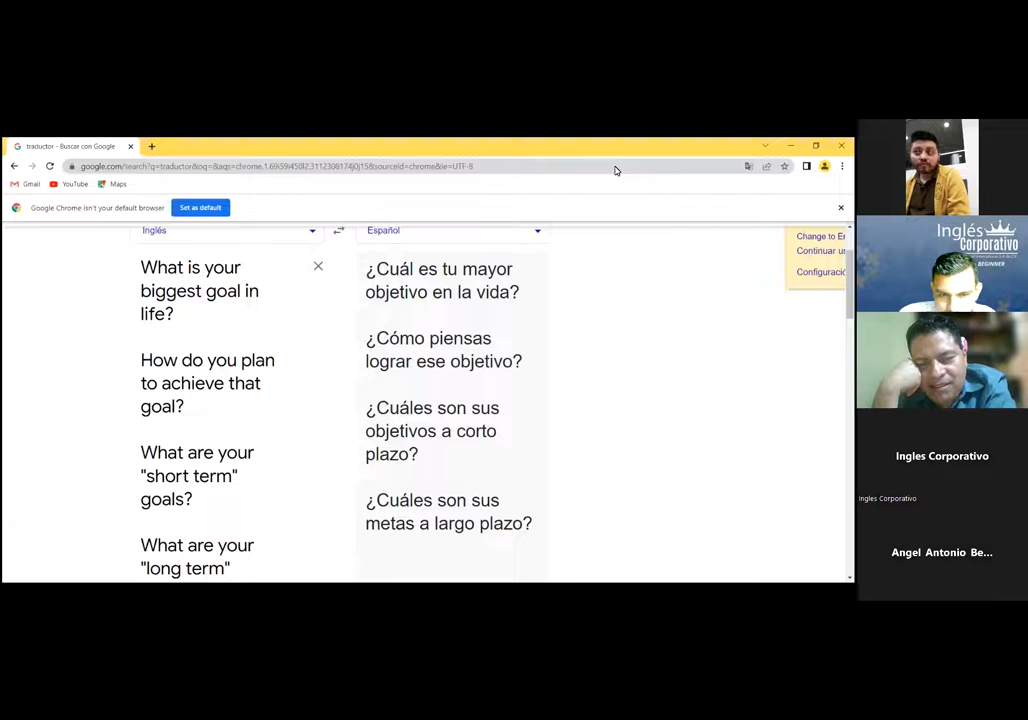 traductor - Buscar con Google
google.com/search?q=traductor&oq=&aqs=chrome.1.69i59i450l2.3112308174j0j15&sourceid=chrome&ie=UTF-8
Gmail
YouTube
Maps
Google Chrome isn't your default browser
Set as default
Inglés
Español
What is your
biggest goal in
life?
How do you plan
to achieve that
goal?
What are your
"short term"
goals?
What are your
"long term"
¿Cuál es tu mayor
objetivo en la vida?
¿Cómo piensas
lograr ese objetivo?
¿Cuáles son sus
objetivos a corto
plazo?
¿Cuáles son sus
metas a largo plazo?
Change to En
Continuar us
Configuració
Inglés
Corporativo
BEGINNER
Ingles Corporativo
Ingles Corporativo
Angel Antonio Be...